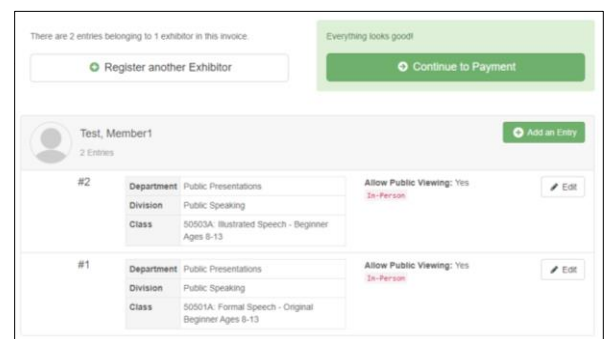 There are 2 entries belonging to 1 exhibitor in this invoice.
Everything looks good!
Register another Exhibitor
Continue to Payment
Test, Member1
2 Entries
Add an Entry
#2
Department Public Presentations
Division Public Speaking
Class 50503A: Illustrated Speech - Beginner
Ages 8-13
Allow Public Viewing: Yes
In-Person
Edit
#1
Department Public Presentations
Division Public Speaking
Class 50501A: Formal Speech - Original
Beginner Ages 8-13
Allow Public Viewing: Yes
In-Person
Edit